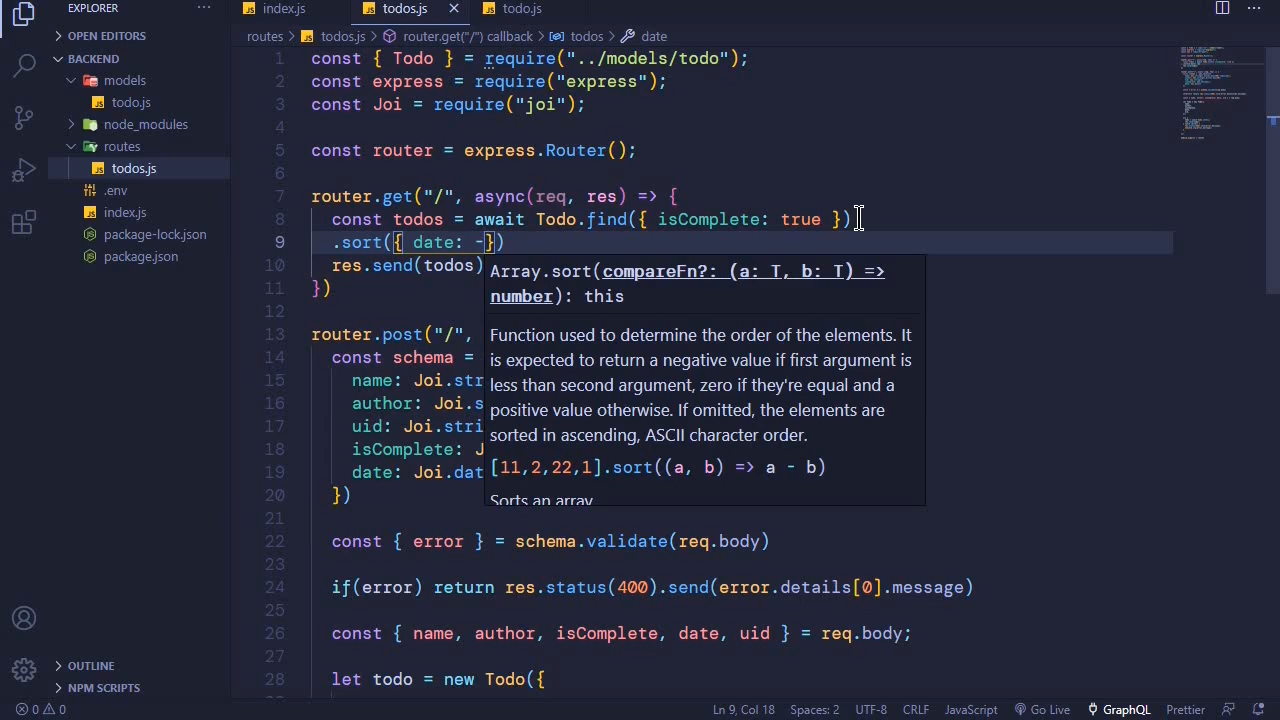 EXPLORER
...
index.js
todos.js
todo.js
...
OPEN EDITORS
BACKEND
models
todo.js
node_modules
routes
todos.js
.env
index.js
package-lock.json
package.json
OUTLINE
NPM SCRIPTS
routes > todos.js > router.get("/") callback > todos > date
1 const { Todo } = require("../models/todo");
2 const express = require("express");
3 const Joi = require("joi");
4
5 const router = express.Router();
6
7 router.get("/", async(req, res) => {
8 const todos = await Todo.find({ isComplete: true })
9 .sort({ date: -})
10 res.send(todos)
11 })
12
13 router.post("/",
14 const schema =
15 name: Joi.str
16 author: Joi.s
17 uid: Joi.stri
18 isComplete: J
19 date: Joi.dat
20 })
21
22 const { error } = schema.validate(req.body)
23
24 if(error) return res.status(400).send(error.details[0].message)
25
26 const { name, author, isComplete, date, uid } = req.body;
27
28 let todo = new Todo({
Array.sort(compareFn?: (a: T, b: T) =>
number): this
Function used to determine the order of the elements. It
is expected to return a negative value if first argument is
less than second argument, zero if they're equal and a
positive value otherwise. If omitted, the elements are
sorted in ascending, ASCII character order.
[11,2,22,1].sort((a, b) => a - b)
Sorts an array
0 0
Ln 9, Col 18
Spaces: 2
UTF-8
CRLF
JavaScript
Go Live
GraphQL
Prettier